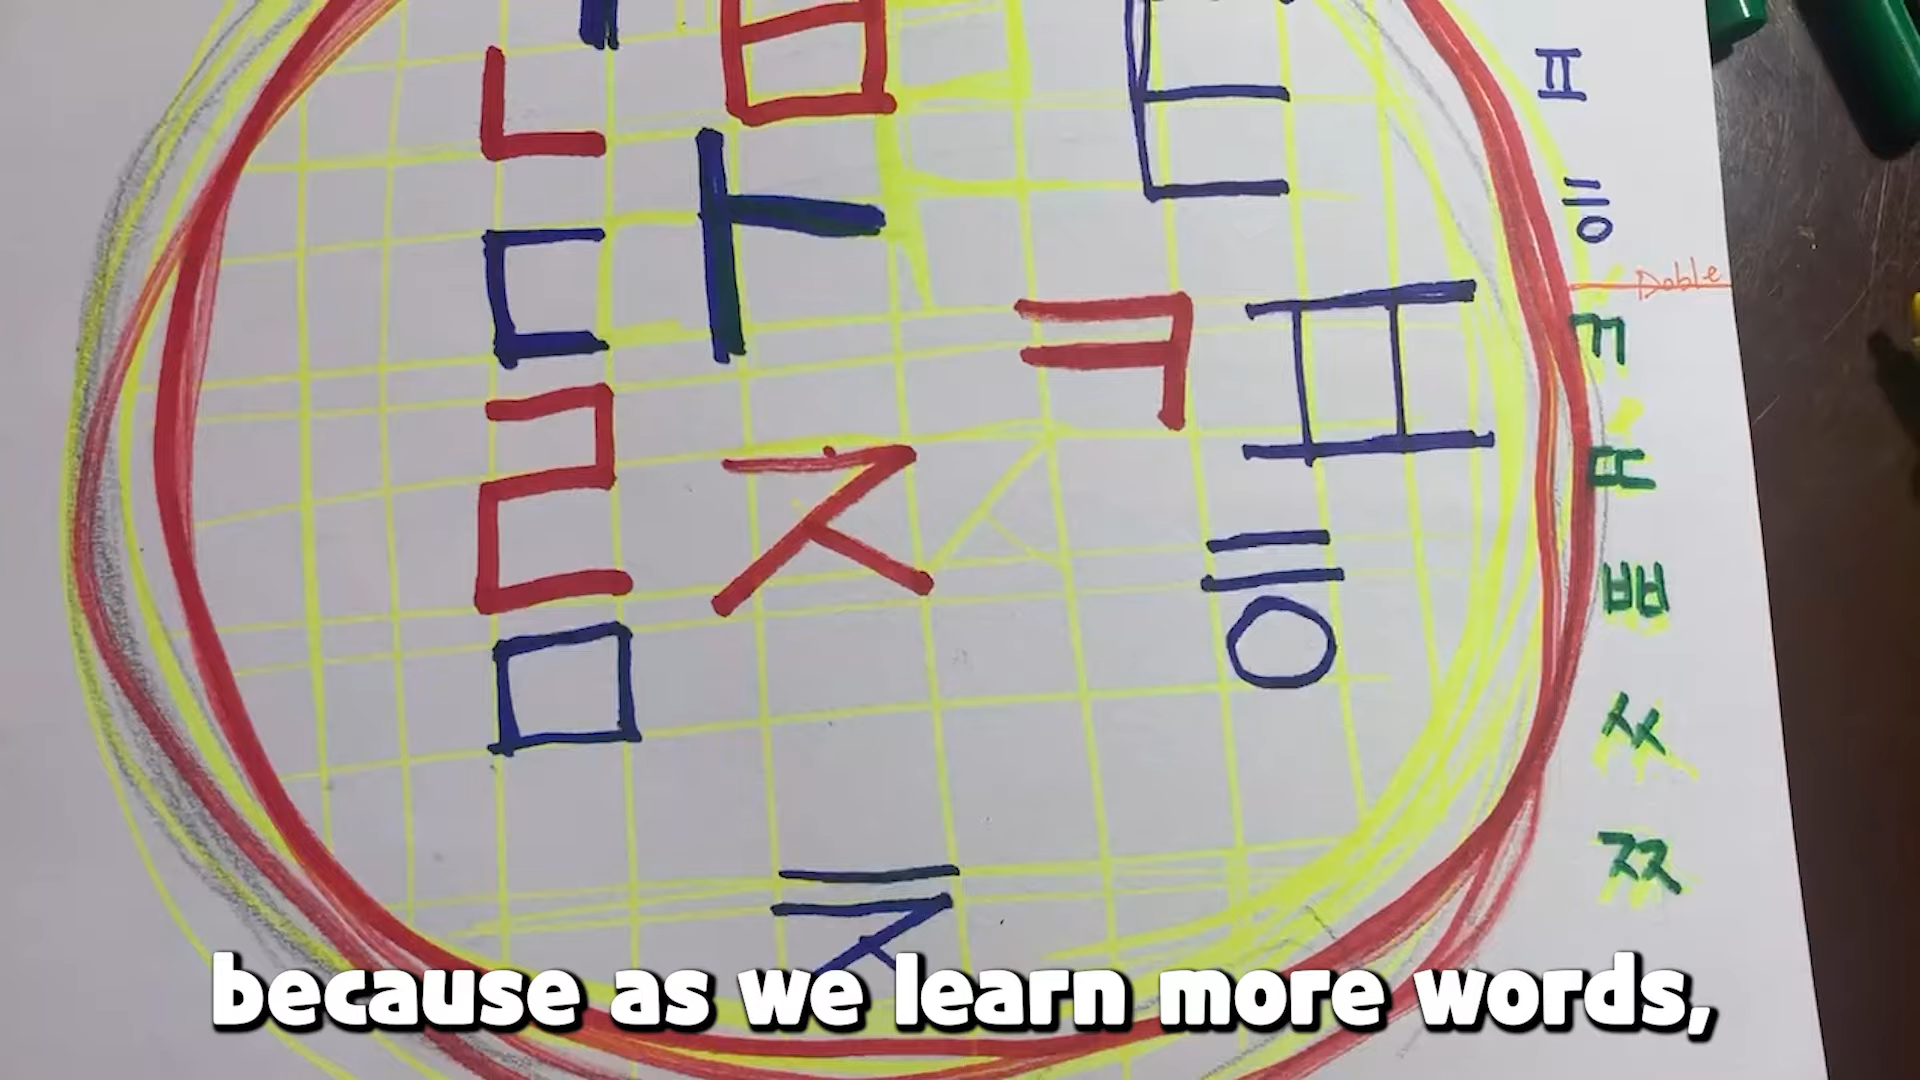 ㄴ
ㄷ
ㄹ
ㅁ
ㅂ
ㅈ
ㅊ
ㅋ
ㅌ
ㅍ
ㅎ
ㅍ
ㅎ
Doble
ㄲ
ㄸ
ㅃ
ㅆ
ㅉ
because as we learn more words,